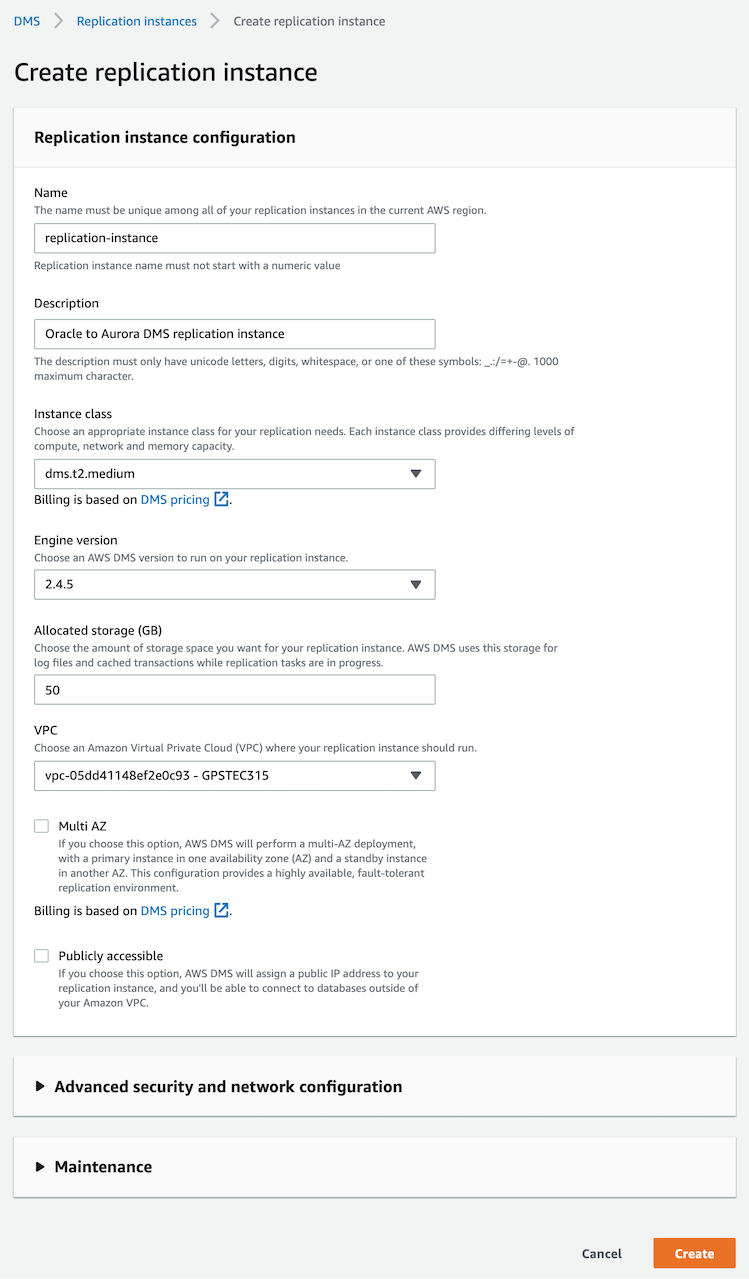 DMS > Replication instances > Create replication instance
Create replication instance
Replication instance configuration
Name
The name must be unique among all of your replication instances in the current AWS region.
replication-instance
Replication instance name must not start with a numeric value
Description
Oracle to Aurora DMS replication instance
The description must only have unicode letters, digits, whitespace, or one of these symbols: _.:/=+-@. 1000
maximum character.
Instance class
Choose an appropriate instance class for your replication needs. Each instance class provides differing levels of
compute, network and memory capacity.
dms.t2.medium
Billing is based on DMS pricing.
Engine version
Choose an AWS DMS version to run on your replication instance.
2.4.5
Allocated storage (GB)
Choose the amount of storage space you want for your replication instance. AWS DMS uses this storage for
log files and cached transactions while replication tasks are in progress.
50
VPC
Choose an Amazon Virtual Private Cloud (VPC) where your replication instance should run.
vpc-05dd41148ef2e0c93 - GPSTEC315
Multi AZ
If you choose this option, AWS DMS will perform a multi-AZ deployment,
with a primary instance in one availability zone (AZ) and a standby instance
in another AZ. This configuration provides a highly available, fault-tolerant
replication environment.
Billing is based on DMS pricing.
Publicly accessible
If you choose this option, AWS DMS will assign a public IP address to your
replication instance, and you'll be able to connect to databases outside of
your Amazon VPC.
Advanced security and network configuration
Maintenance
Cancel Create